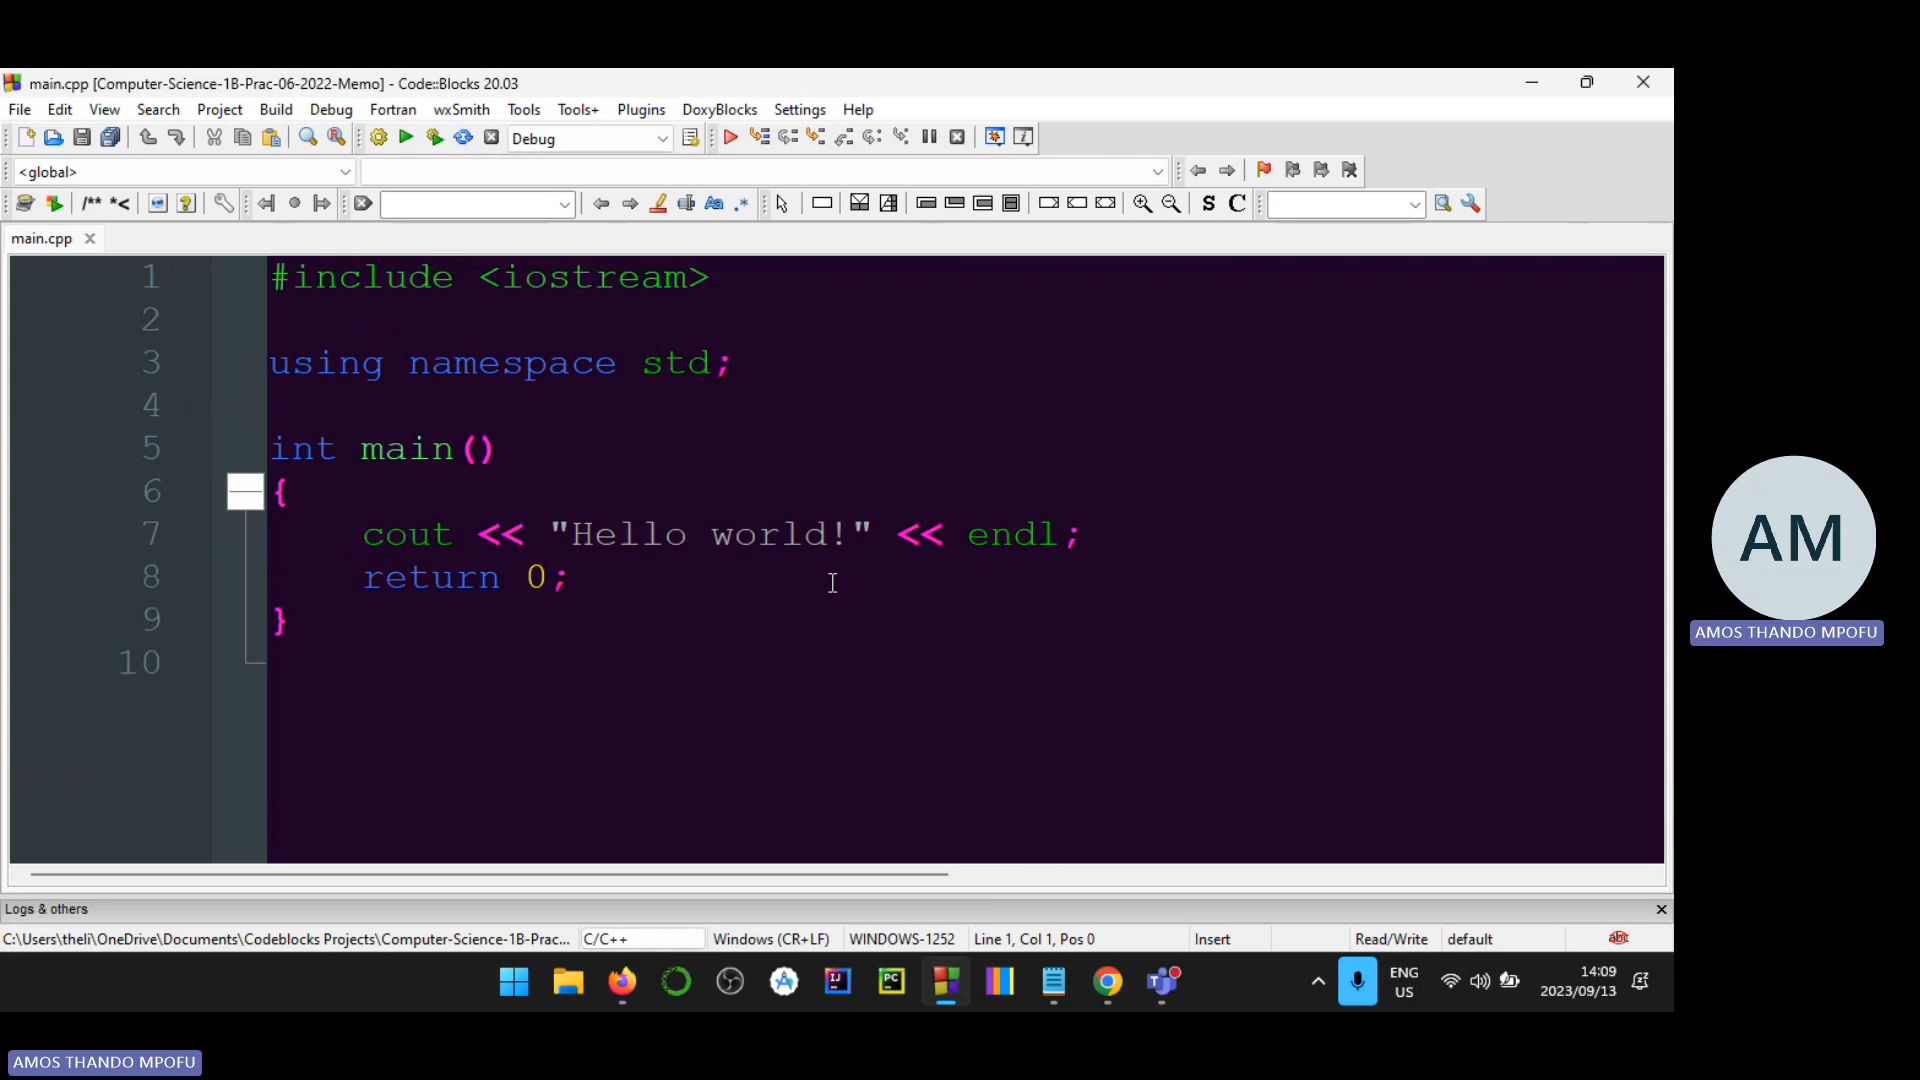 main.cpp [Computer-Science-1B-Prac-06-2022-Memo] - Code::Blocks 20.03
File Edit View Search Project Build Debug Fortran wxSmith Tools Tools+ Plugins DoxyBlocks Settings Help
Debug
<global>
/** *< Aa .* S C
main.cpp
1 #include <iostream>
2
3 using namespace std;
4
5 int main()
6 {
7     cout << "Hello world!" << endl;
8     return 0;
9 }
10
AM
AMOS THANDO MPOFU
Logs & others
C:\Users\theli\OneDrive\Documents\Codeblocks Projects\Computer-Science-1B-Prac... C/C++ Windows (CR+LF) WINDOWS-1252 Line 1, Col 1, Pos 0 Insert Read/Write default abc
IJ PC T ENG 14:09
US 2023/09/13
AMOS THANDO MPOFU